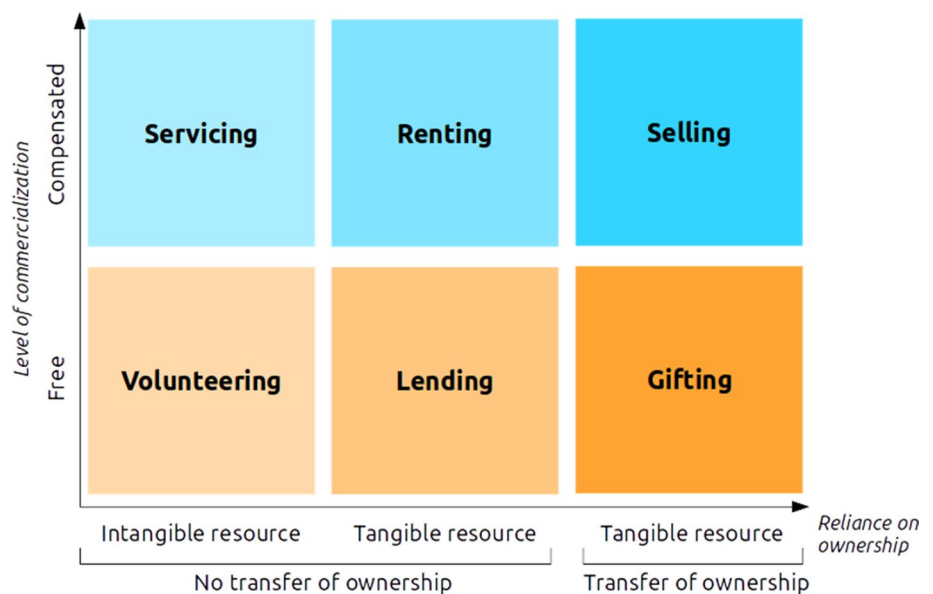 Level of commercialization
Compensated
Servicing
Renting
Selling
Free
Volunteering
Lending
Gifting
Intangible resource
Tangible resource
Tangible resource
Reliance on
ownership
No transfer of ownership
Transfer of ownership